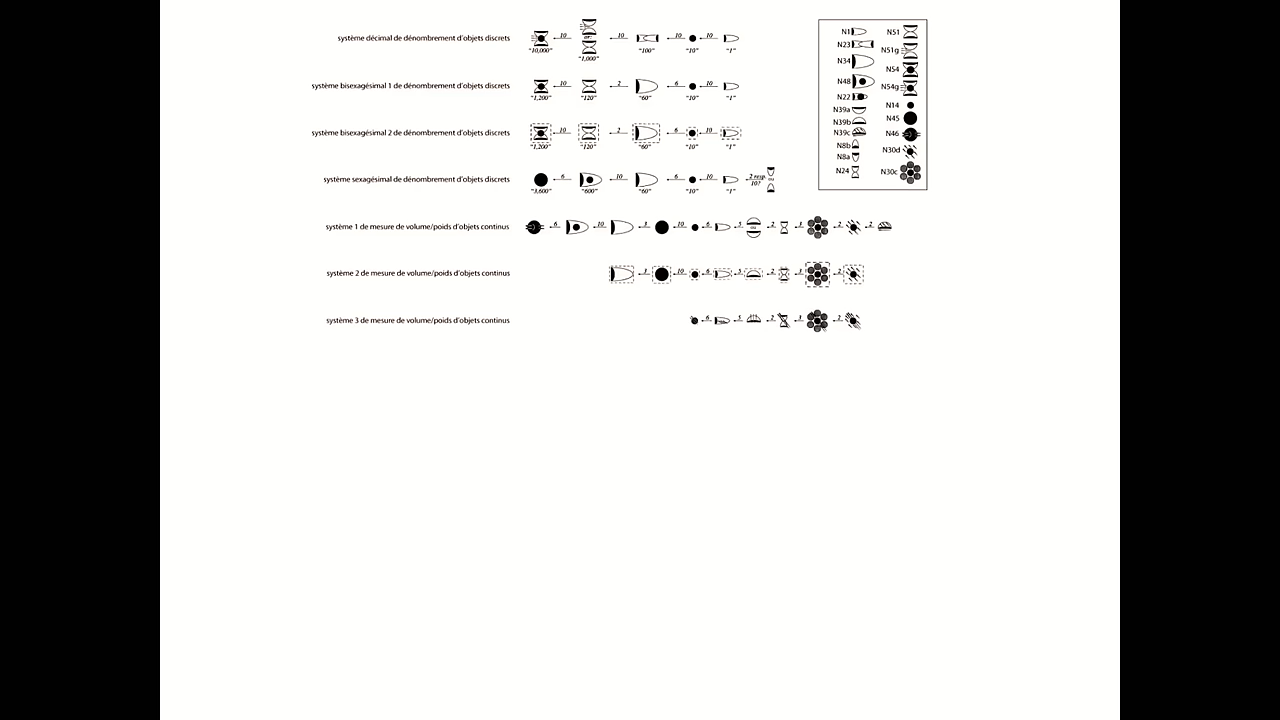 système décimal de dénombrement d'objets discrets
10 10 10 10
or:
"10,000" "1,000" "100" "10" "1"
système bisexagésimal 1 de dénombrement d'objets discrets
10 2 6 10
"1,200" "120" "60" "10" "1"
système bisexagésimal 2 de dénombrement d'objets discrets
10 2 6 10
"1,200" "120" "60" "10" "1"
système sexagésimal de dénombrement d'objets discrets
6 10 6 10 2 resp. 10?
"3,600" "600" "60" "10" "1"
système 1 de mesure de volume/poids d'objets continus
6 10 3 10 6 5 2 3 2 2
système 2 de mesure de volume/poids d'objets continus
3 10 6 5 2 3 2
système 3 de mesure de volume/poids d'objets continus
6 5 2 3 2
N1
N23
N34
N48
N22
N39a
N39b
N39c
N8b
N8a
N24
N51
N51g
N54
N54g
N14
N45
N46
N30d
N30c